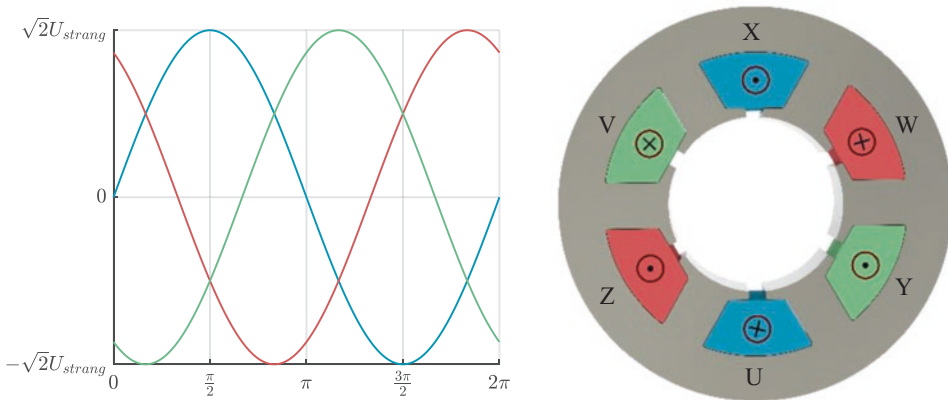 √2U_strang
0
−√2U_strang
0
π/2
π
3π/2
2π
X
V
W
Z
Y
U